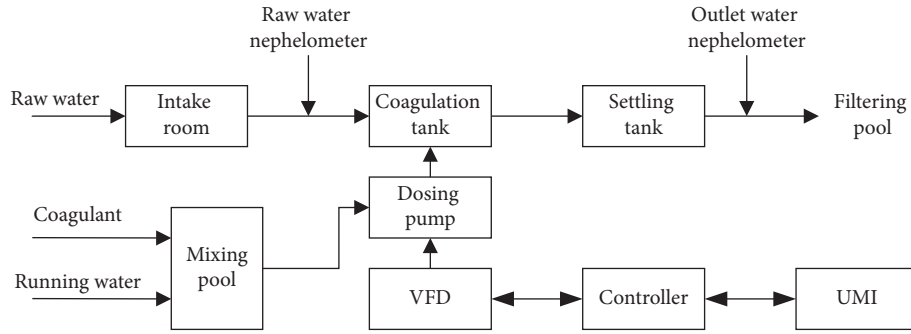 Raw water
nephelometer
Outlet water
nephelometer
Raw water
Intake
room
Coagulation
tank
Settling
tank
Filtering
pool
Coagulant
Running water
Mixing
pool
Dosing
pump
VFD
Controller
UMI